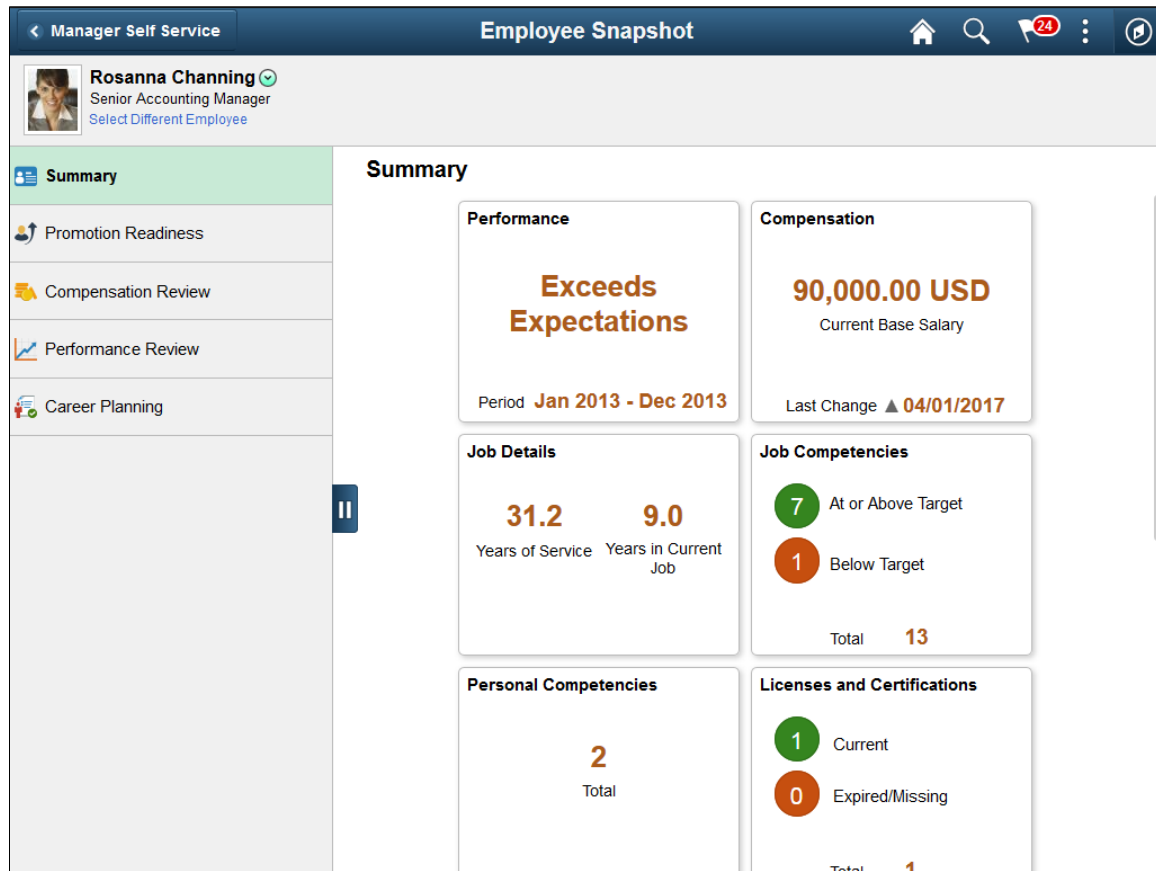 Manager Self Service
Employee Snapshot
24
Rosanna Channing
Senior Accounting Manager
Select Different Employee
Summary
Promotion Readiness
Compensation Review
Performance Review
Career Planning
Summary
Performance
Exceeds
Expectations
Period Jan 2013 - Dec 2013
Compensation
90,000.00 USD
Current Base Salary
Last Change ▲ 04/01/2017
Job Details
31.2
Years of Service
9.0
Years in Current
Job
Job Competencies
7 At or Above Target
1 Below Target
Total 13
Personal Competencies
2
Total
Licenses and Certifications
1 Current
0 Expired/Missing
Total 1